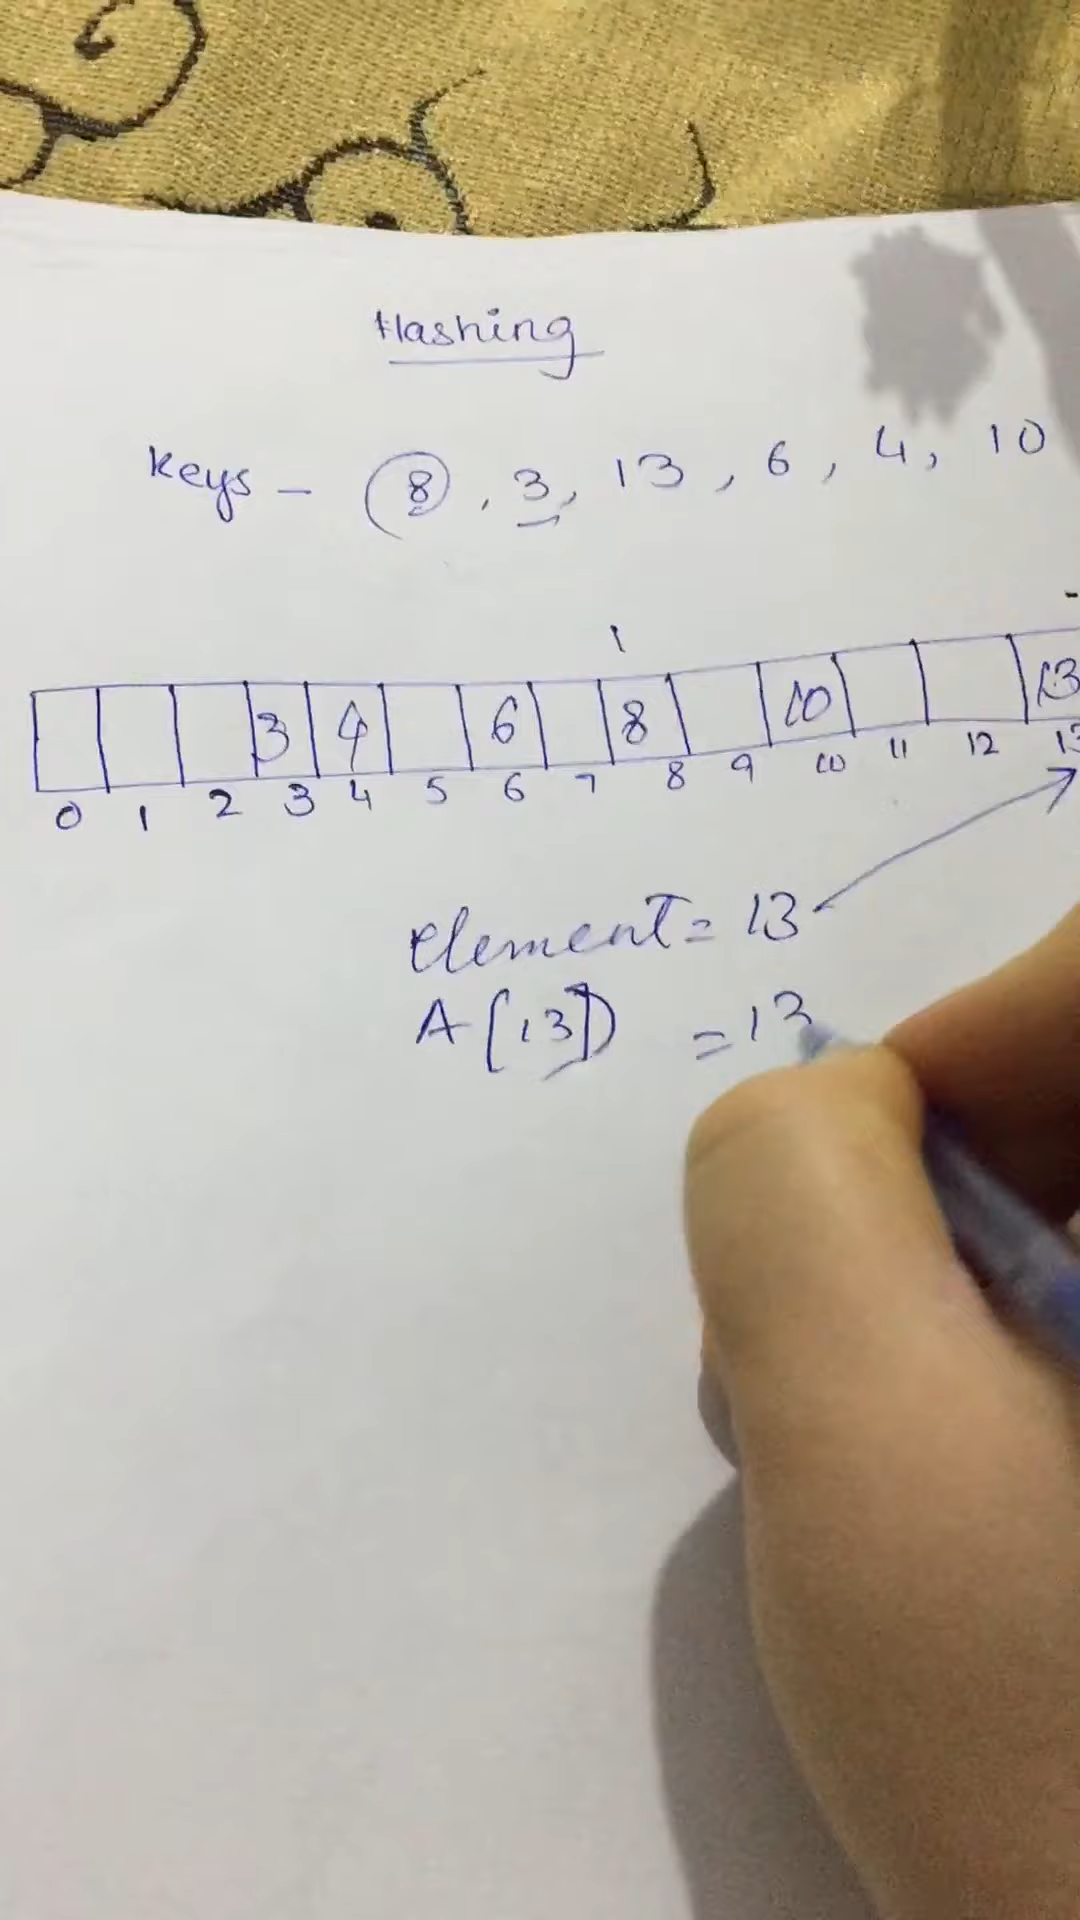 Hashing
Keys - 8, 3, 13, 6, 4, 10
3 4 6 8 10 13
0 1 2 3 4 5 6 7 8 9 10 11 12 13
Element = 13
A[13] = 13